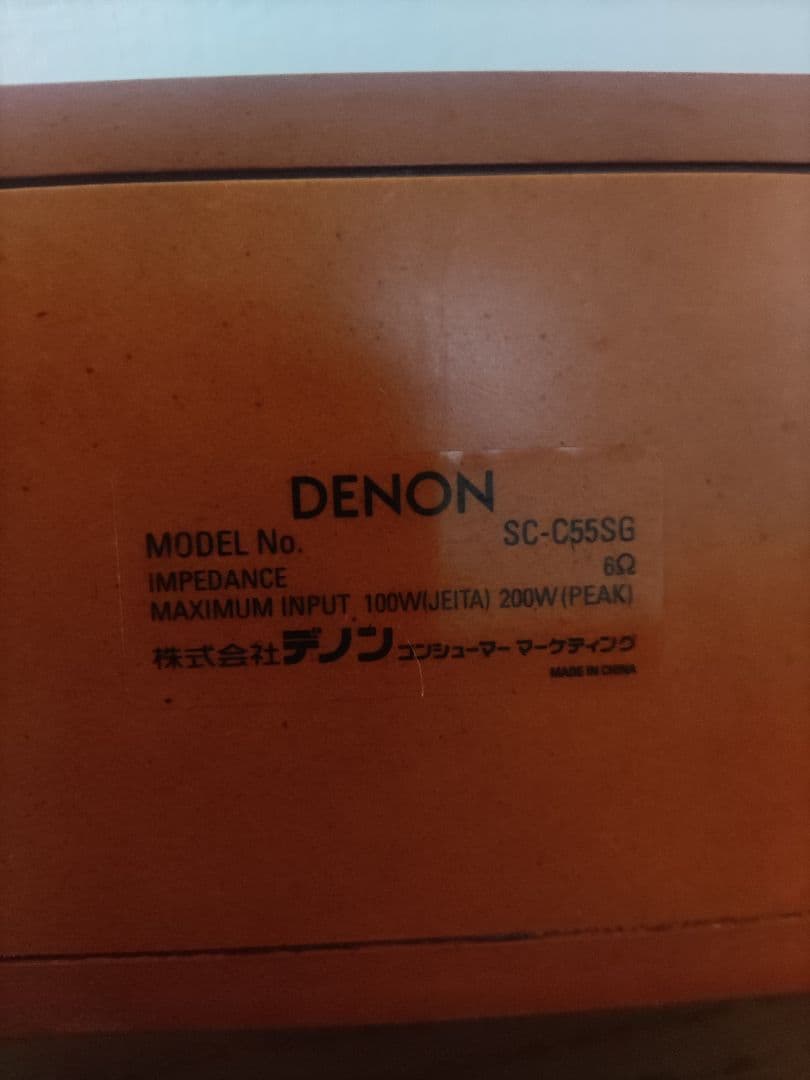 DENON
MODEL No. SC-C55SG
IMPEDANCE 6Ω
MAXIMUM INPUT 100W(JEITA) 200W(PEAK)
株式会社デノン コンシューマー マーケティング
MADE IN CHINA